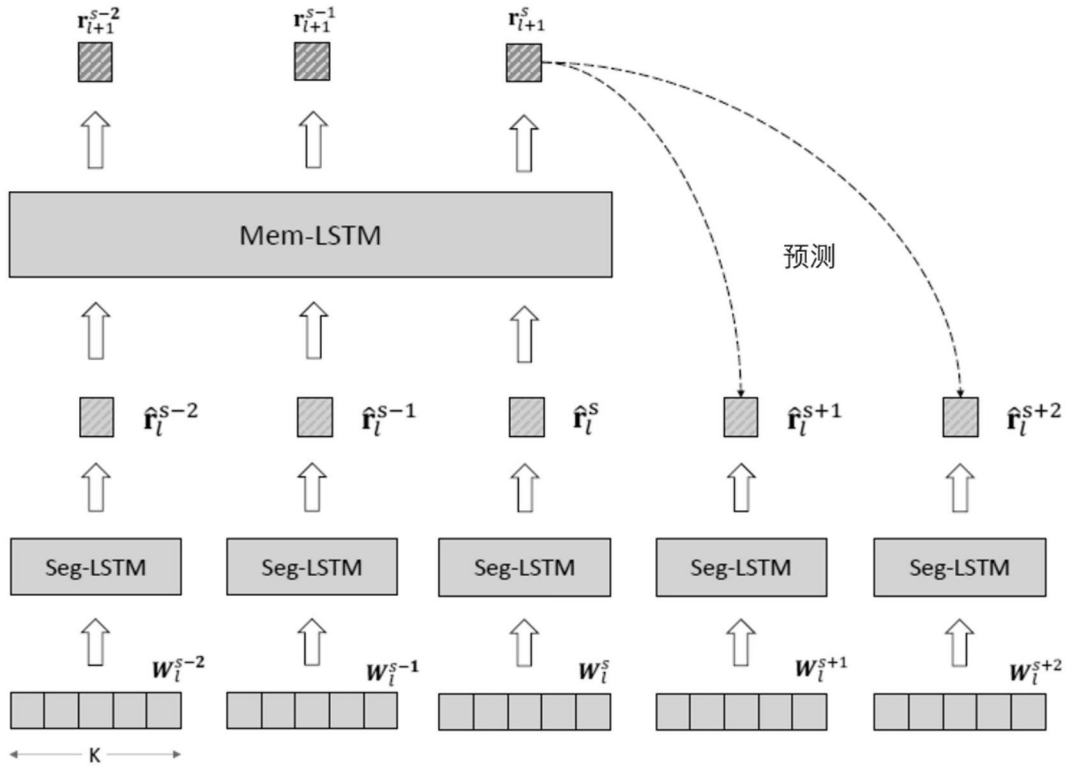 r_{l+1}^{s-2} r_{l+1}^{s-1} r_{l+1}^{s}
Mem-LSTM
预测
r̂_l^{s-2} r̂_l^{s-1} r̂_l^{s} r̂_l^{s+1} r̂_l^{s+2}
Seg-LSTM Seg-LSTM Seg-LSTM Seg-LSTM Seg-LSTM
W_l^{s-2} W_l^{s-1} W_l^{s} W_l^{s+1} W_l^{s+2}
K